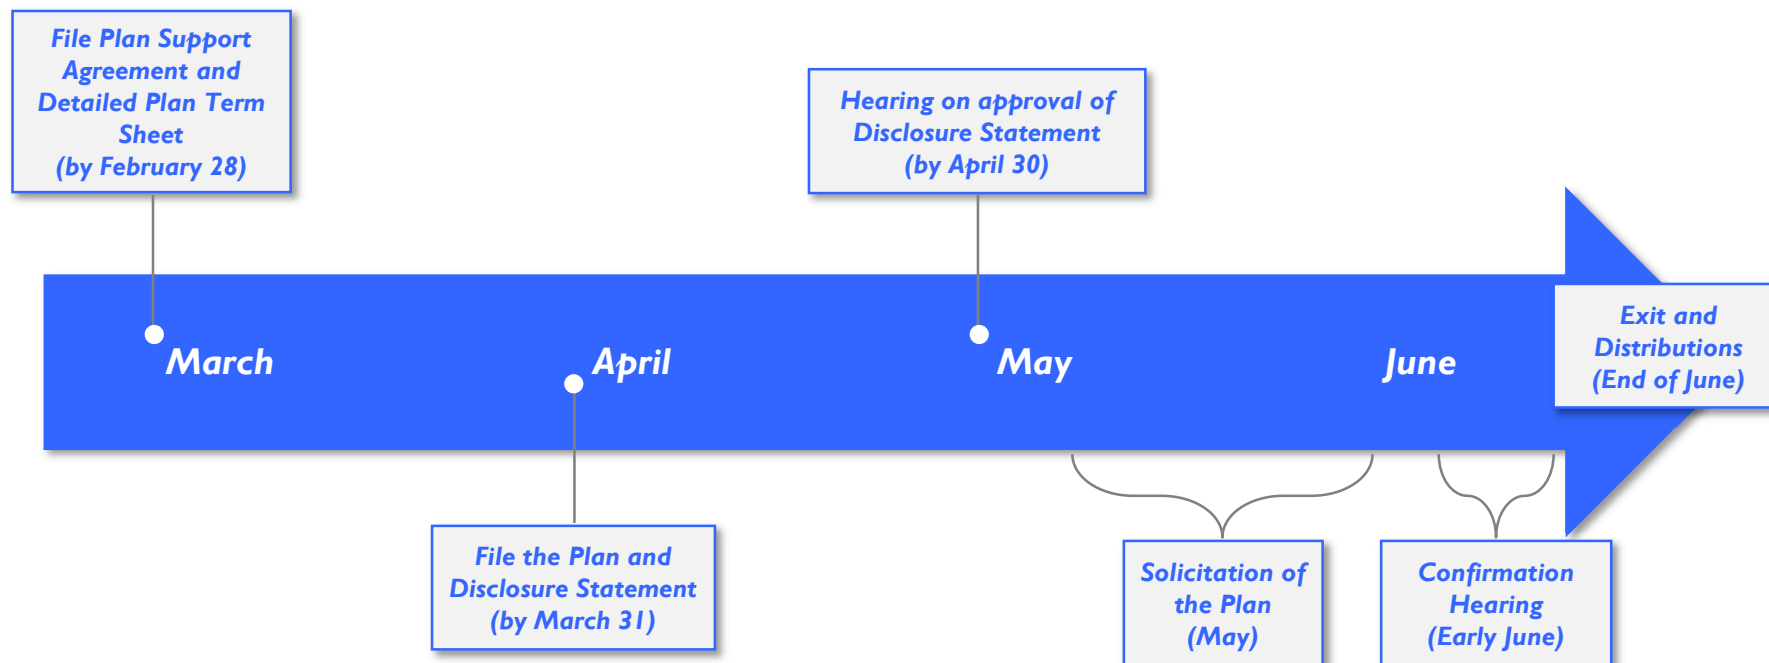 File Plan Support
Agreement and
Detailed Plan Term
Sheet
(by February 28)
Hearing on approval of
Disclosure Statement
(by April 30)
March
April
May
June
Exit and
Distributions
(End of June)
File the Plan and
Disclosure Statement
(by March 31)
Solicitation of
the Plan
(May)
Confirmation
Hearing
(Early June)